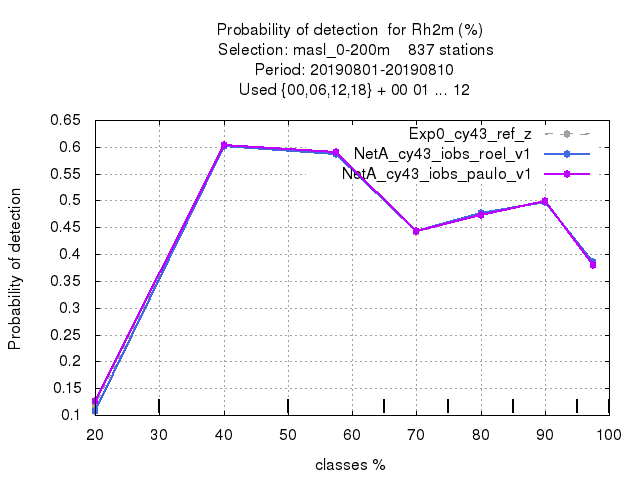 Probability of detection for Rh2m (%)
Selection: masl_0-200m 837 stations
Period: 20190801-20190810
Used {00,06,12,18} + 00 01 ... 12
0.65
0.6
0.55
0.5
0.45
0.4
0.35
0.3
0.25
0.2
0.15
0.1
Probability of detection
Exp0_cy43_ref_z
NetA_cy43_iobs_roel_v1
NetA_cy43_iobs_paulo_v1
20 30 40 50 60 70 80 90 100
classes %